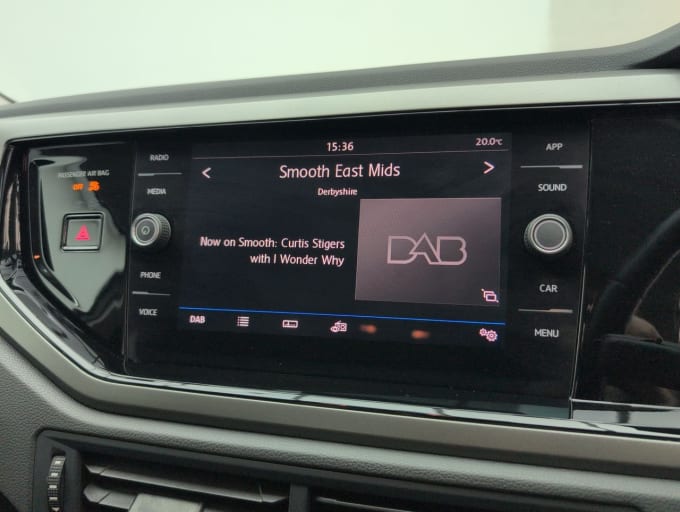 PASSENGER AIR BAG
OFF
RADIO
MEDIA
PHONE
VOICE
15:36
20.0°C
< Smooth East Mids >
Derbyshire
Now on Smooth: Curtis Stigers
with I Wonder Why
DAB
DAB
APP
SOUND
CAR
MENU